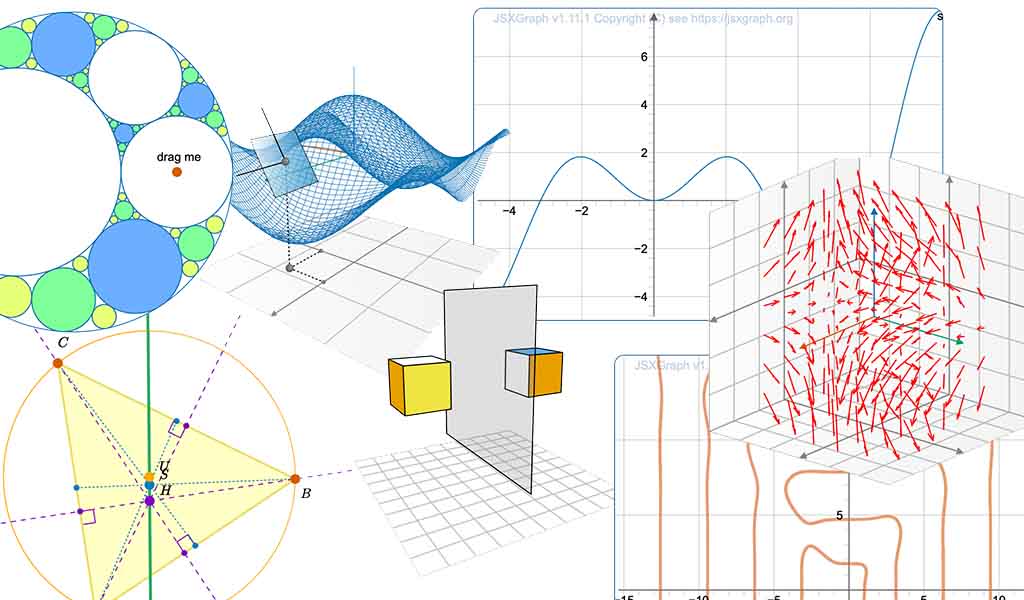 JSXGraph v1.11.1 Copyright (C) see https://jsxgraph.org
s
6
4
2
drag me
−4
−2
−2
−4
C
JSXGraph v1.
U
S
H
B
5
−15
−10
−5
5
10